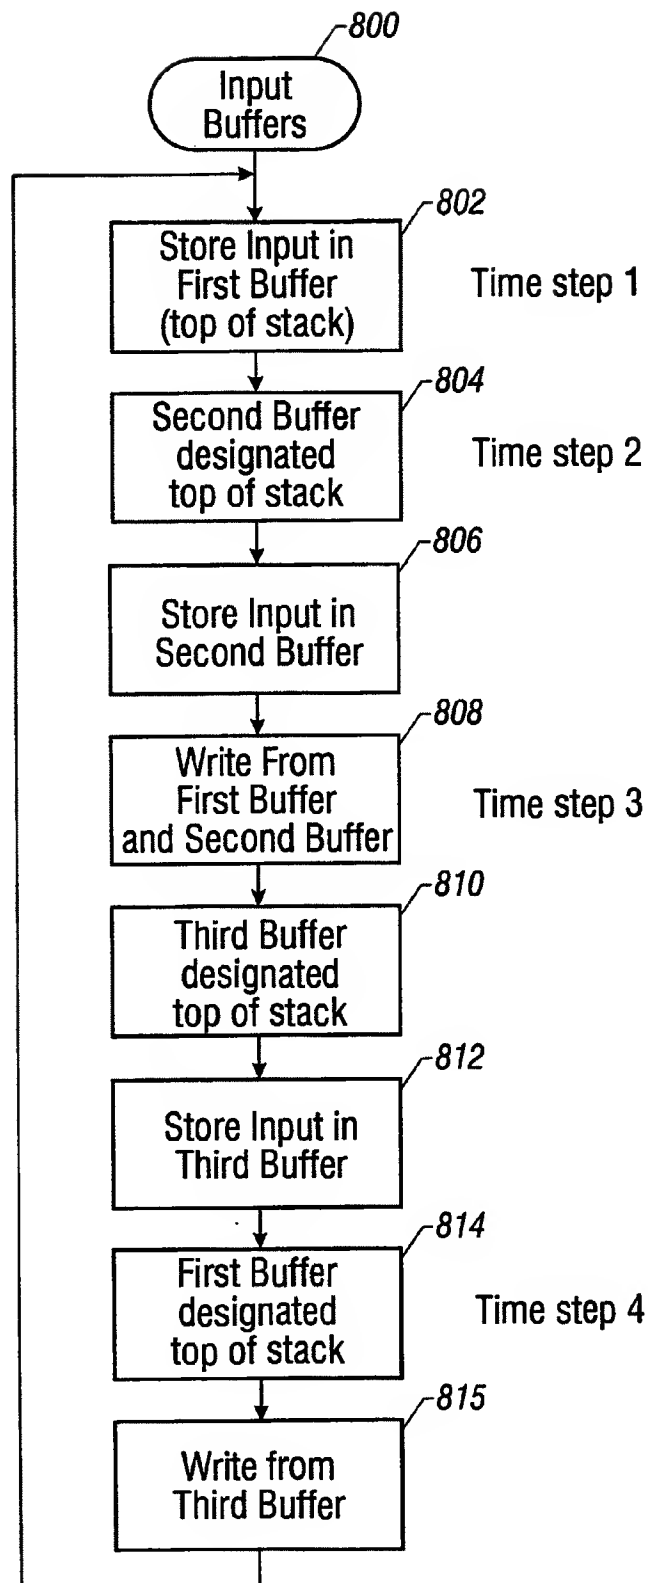 800
Input
Buffers
802
Store Input in
First Buffer
(top of stack)
Time step 1
804
Second Buffer
designated
top of stack
Time step 2
806
Store Input in
Second Buffer
808
Write From
First Buffer
and Second Buffer
Time step 3
810
Third Buffer
designated
top of stack
812
Store Input in
Third Buffer
814
First Buffer
designated
top of stack
Time step 4
815
Write from
Third Buffer